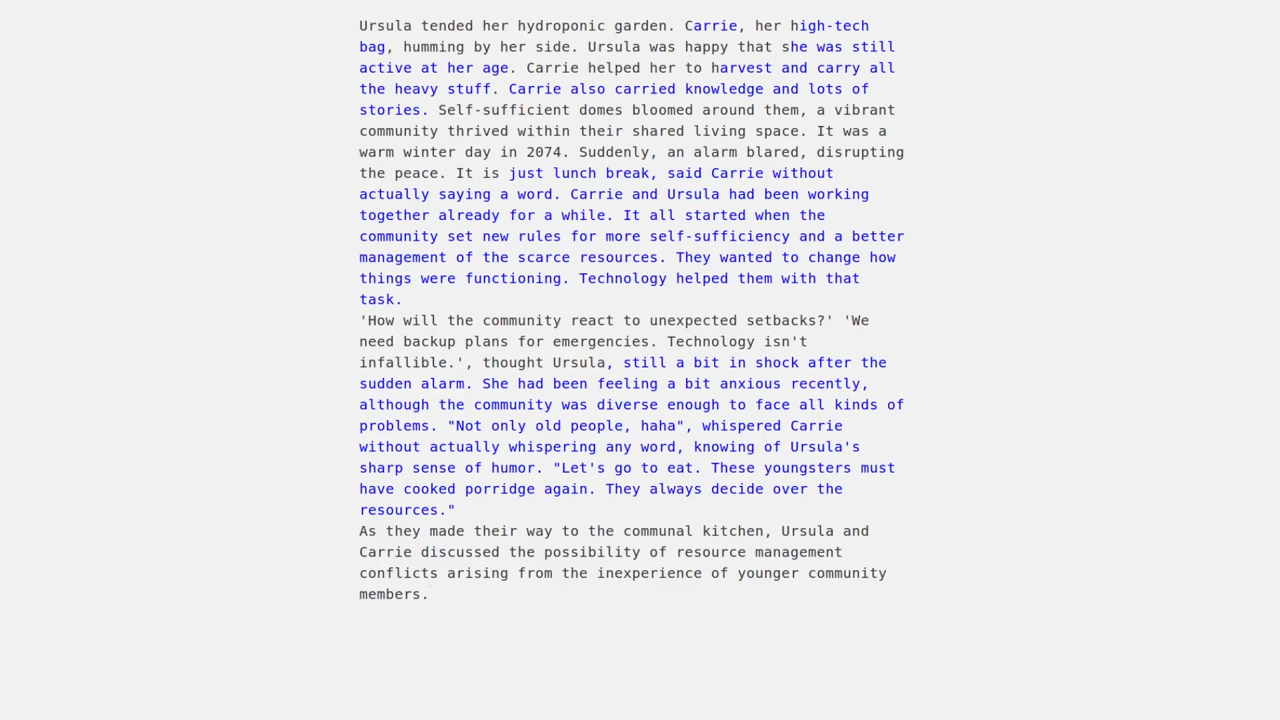 Ursula tended her hydroponic garden. Carrie, her high-tech
bag, humming by her side. Ursula was happy that she was still
active at her age. Carrie helped her to harvest and carry all
the heavy stuff. Carrie also carried knowledge and lots of
stories. Self-sufficient domes bloomed around them, a vibrant
community thrived within their shared living space. It was a
warm winter day in 2074. Suddenly, an alarm blared, disrupting
the peace. It is just lunch break, said Carrie without
actually saying a word. Carrie and Ursula had been working
together already for a while. It all started when the
community set new rules for more self-sufficiency and a better
management of the scarce resources. They wanted to change how
things were functioning. Technology helped them with that
task.
'How will the community react to unexpected setbacks?' 'We
need backup plans for emergencies. Technology isn't
infallible.', thought Ursula, still a bit in shock after the
sudden alarm. She had been feeling a bit anxious recently,
although the community was diverse enough to face all kinds of
problems. "Not only old people, haha", whispered Carrie
without actually whispering any word, knowing of Ursula's
sharp sense of humor. "Let's go to eat. These youngsters must
have cooked porridge again. They always decide over the
resources."
As they made their way to the communal kitchen, Ursula and
Carrie discussed the possibility of resource management
conflicts arising from the inexperience of younger community
members.